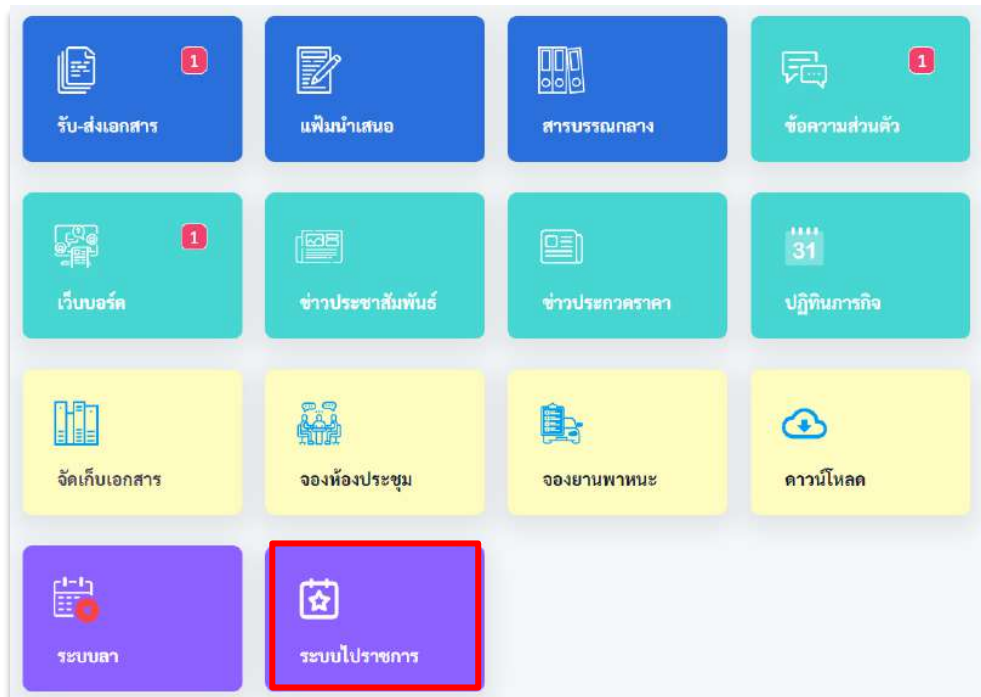 1
รับ-ส่งเอกสาร
แฟ้มนำเสนอ
สารบรรณกลาง
1
ข้อความส่วนตัว
1
เว็บบอร์ด
ข่าวประชาสัมพันธ์
ข่าวประกวดราคา
31
ปฏิทินภารกิจ
จัดเก็บเอกสาร
จองห้องประชุม
จองยานพาหนะ
ดาวน์โหลด
ระบบลา
ระบบไปราชการ